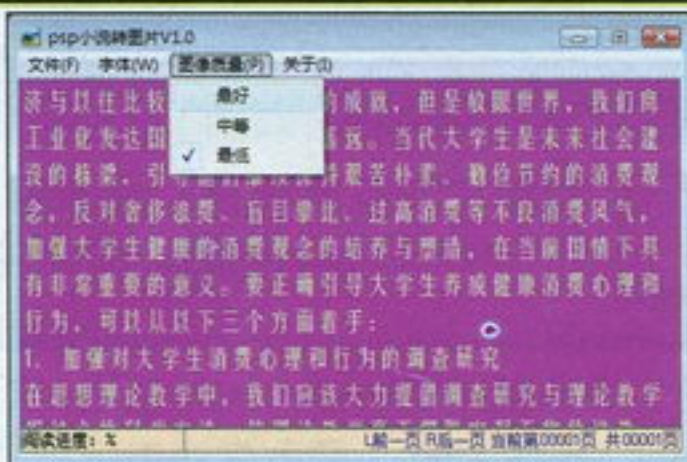 psp小说转图片V1.0
文件(F) 字体(W) 图像质量(P) 关于(I)
最好
中等
✓ 最低
济与以往比较 的成就，但是放眼世界，我们向
工业化发达国 遥远。当代大学生是未来社会建
设的栋梁，引 艰苦朴素、勤俭节约的消费观
念，反对奢侈浪费、盲目攀比、过高消费等不良消费风气，
加强大学生健康的消费观念的培养与塑造，在当前国情下具
有非常重要的意义。要正确引导大学生养成健康消费心理和
行为，可以从以下三个方面着手：
1. 加强对大学生消费心理和行为的调查研究
在思想理论教学中，我们应该大力提倡调查研究与理论教学
阅读进度：% L前一页 R后一页 当前第00001页 共00001页